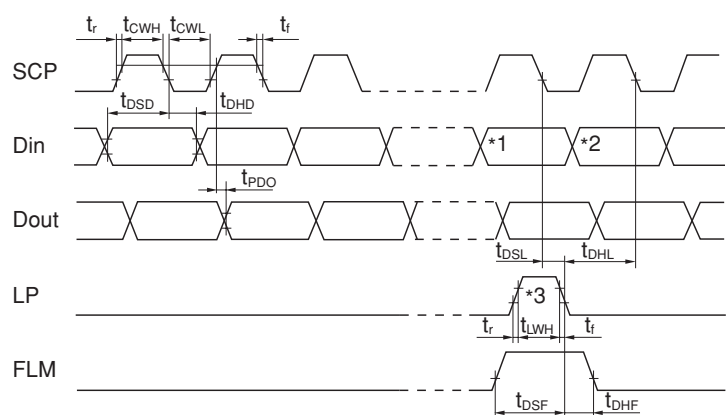 tr tCWH tCWL tf
SCP
tDSD tDHD
Din *1 *2
tPDO
Dout
tDSL tDHL
LP *3
tr tLWH tf
FLM
tDSF tDHF